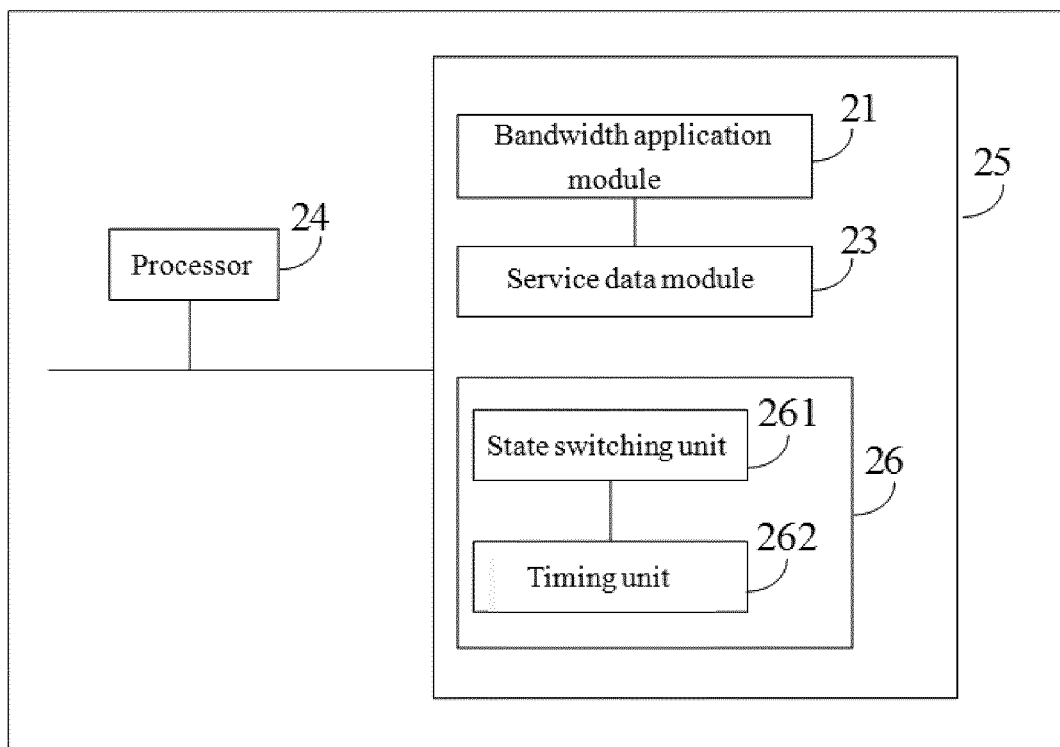 21
Bandwidth application
module
25
24
Processor
23
Service data module
261
State switching unit
26
262
Timing unit